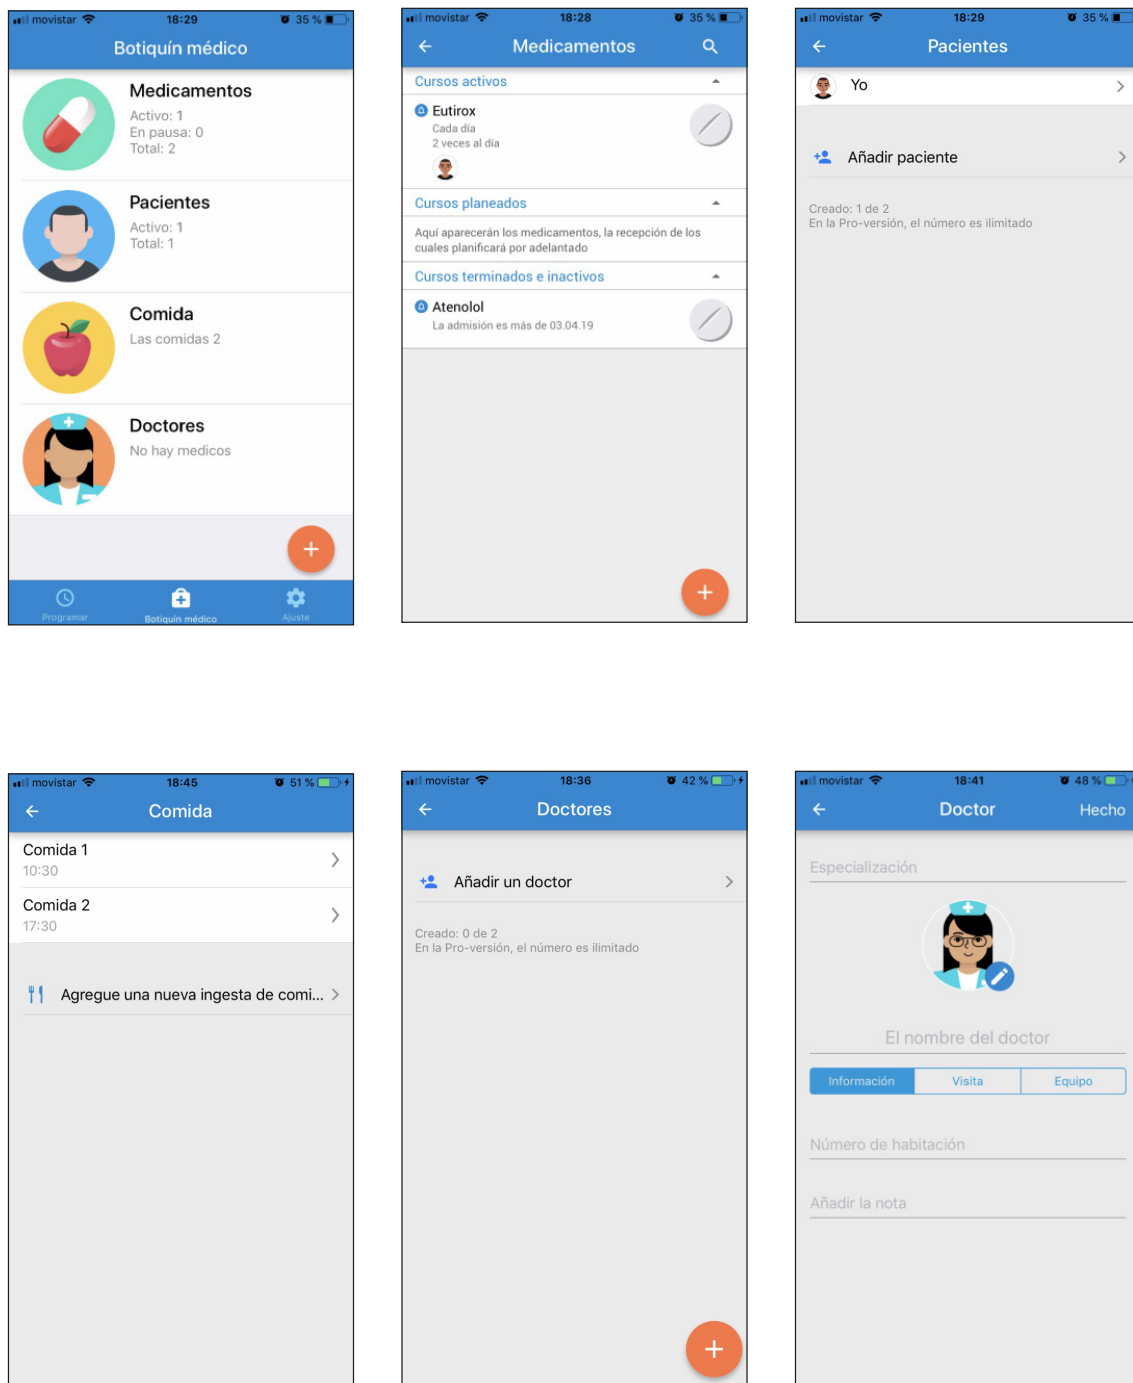 movistar 18:29 35 %
Botiquín médico
Medicamentos
Activo: 1
En pausa: 0
Total: 2
Pacientes
Activo: 1
Total: 1
Comida
Las comidas 2
Doctores
No hay medicos
+
Programar Botiquín médico Ajuste
movistar 18:28 35 %
Medicamentos
Cursos activos
Eutirox
Cada día
2 veces al día
Cursos planeados
Aquí aparecerán los medicamentos, la recepción de los
cuales planificará por adelantado
Cursos terminados e inactivos
Atenolol
La admisión es más de 03.04.19
+
movistar 18:29 35 %
Pacientes
Yo
Añadir paciente
Creado: 1 de 2
En la Pro-versión, el número es ilimitado
movistar 18:45 51 %
Comida
Comida 1
10:30
Comida 2
17:30
Agregue una nueva ingesta de comi...
movistar 18:36 42 %
Doctores
Añadir un doctor
Creado: 0 de 2
En la Pro-versión, el número es ilimitado
+
movistar 18:41 48 %
Doctor Hecho
Especialización
El nombre del doctor
Información Visita Equipo
Número de habitación
Añadir la nota